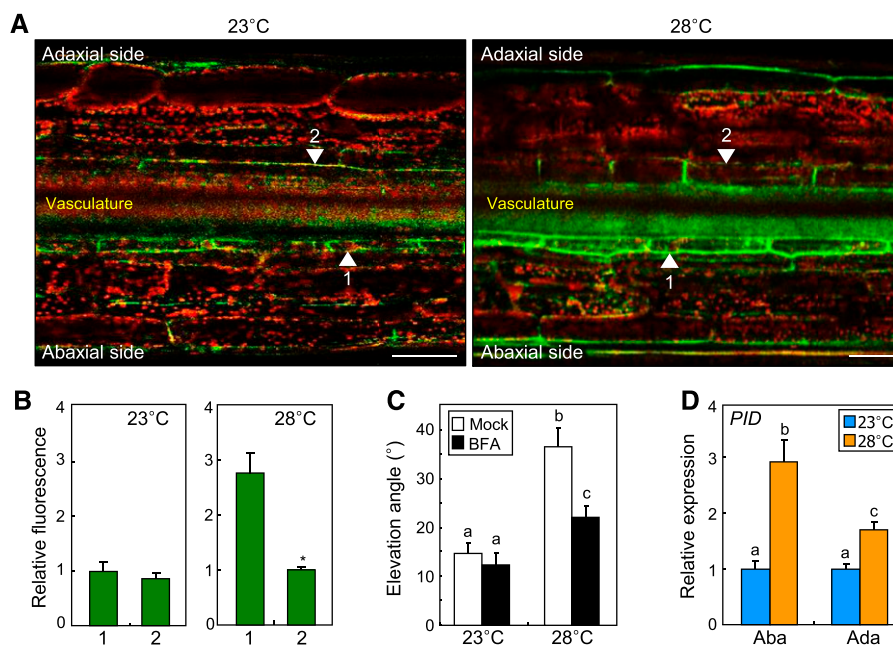 A
23°C
28°C
Adaxial side
Adaxial side
2
2
Vasculature
Vasculature
1
1
Abaxial side
Abaxial side
B
Relative fluorescence
4
3
2
1
0
23°C
1
2
4
3
2
1
0
28°C
*
1
2
C
Elevation angle (°)
40
30
20
10
0
Mock
BFA
a
a
b
c
23°C
28°C
D
Relative expression
4
3
2
1
0
PID
23°C
28°C
a
b
a
c
Aba
Ada